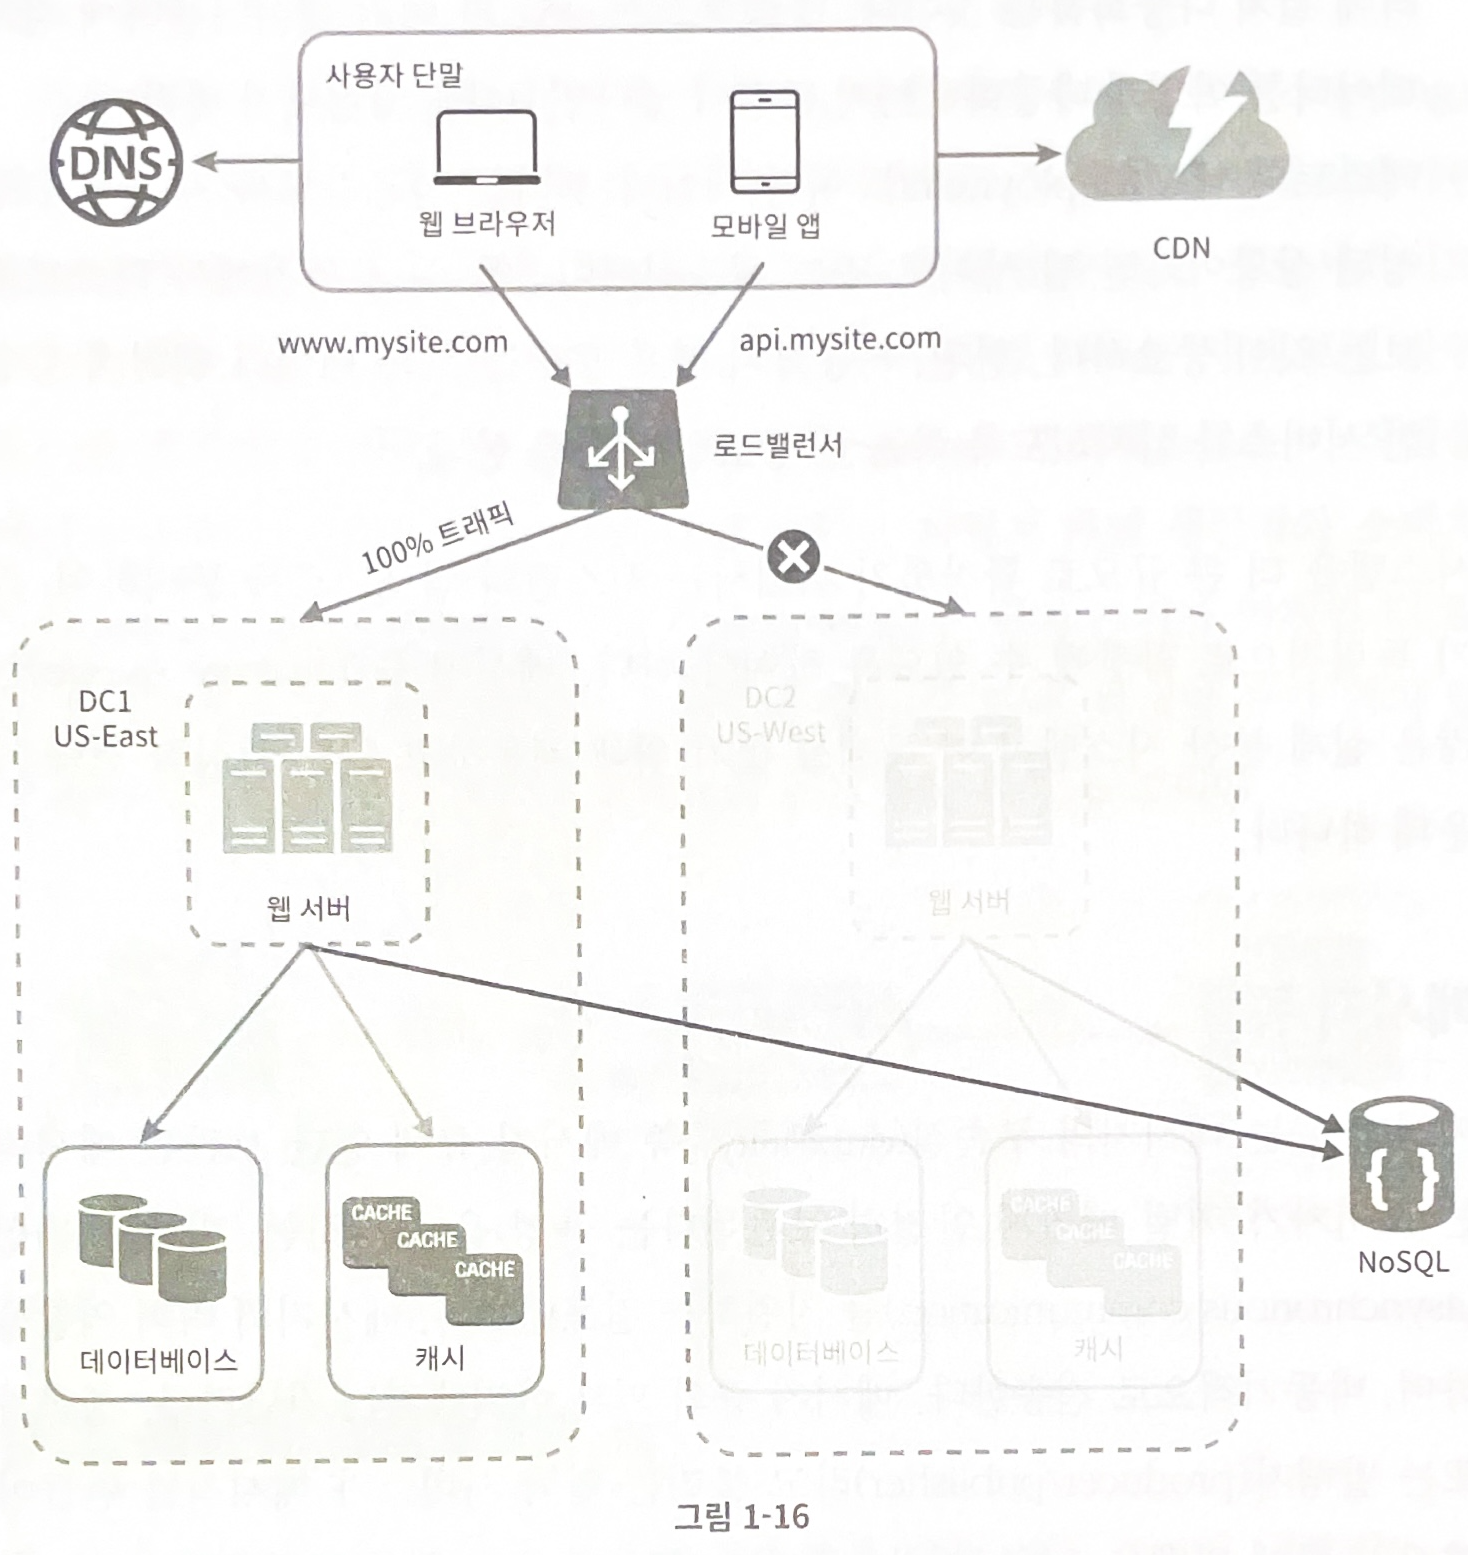 사용자 단말
DNS
웹 브라우저
모바일 앱
CDN
www.mysite.com
api.mysite.com
로드밸런서
100% 트래픽
DC1
US-East
DC2
US-West
웹 서버
웹 서버
CACHE
CACHE
CACHE
데이터베이스
캐시
CACHE
CACHE
CACHE
데이터베이스
캐시
{ }
NoSQL
그림 1-16